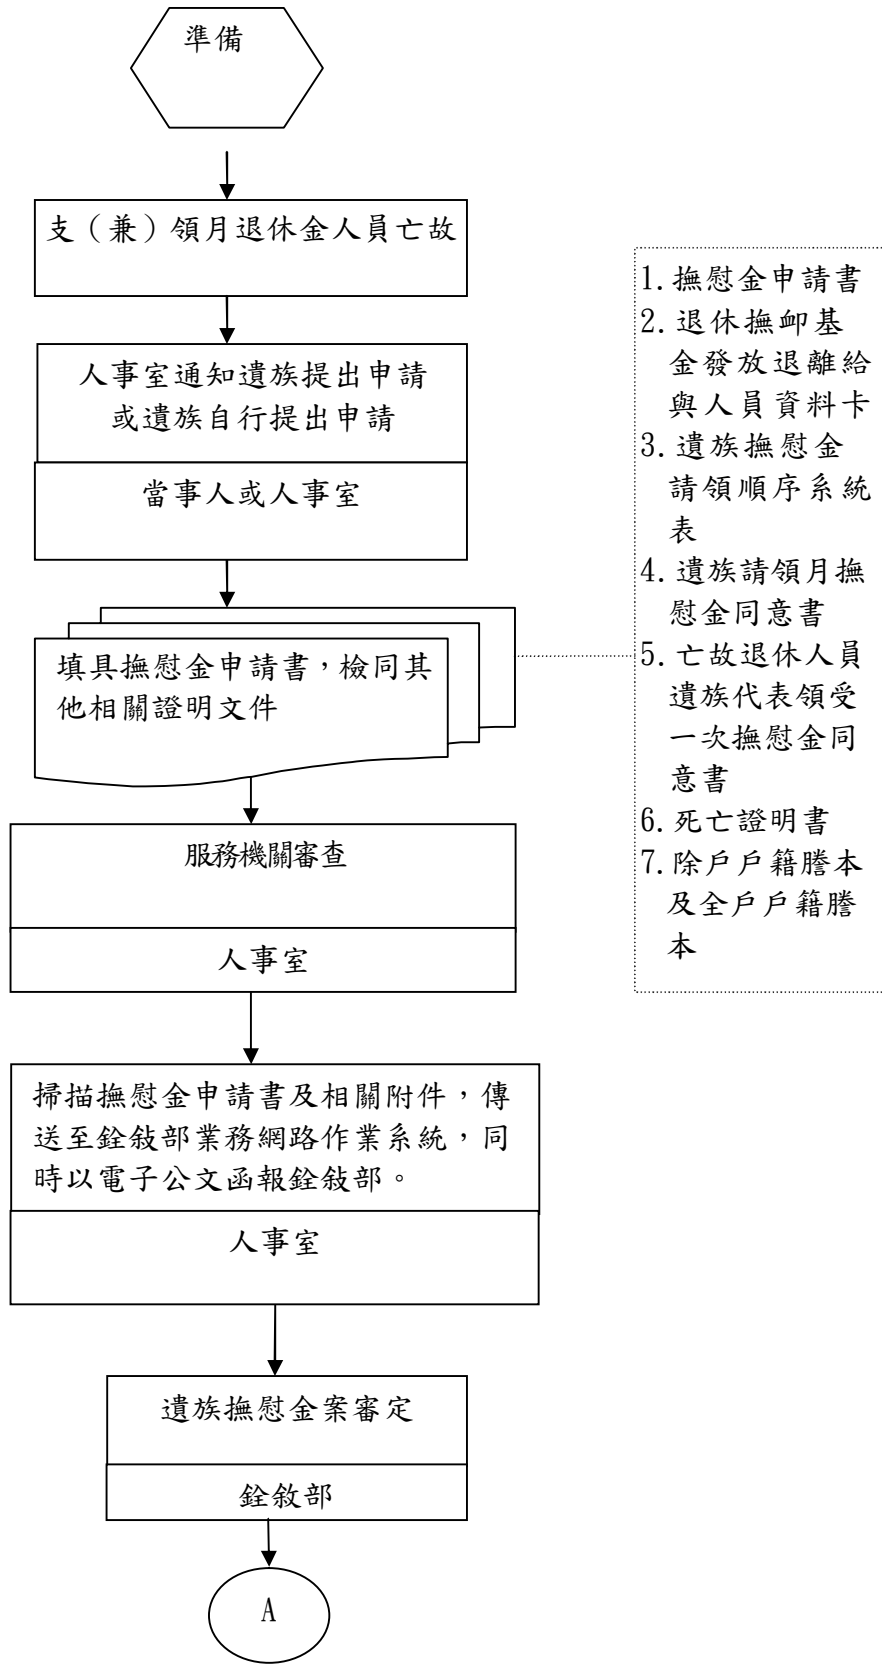 準備
支（兼）領月退休金人員亡故
人事室通知遺族提出申請
或遺族自行提出申請
當事人或人事室
填具撫慰金申請書，檢同其
他相關證明文件
服務機關審查
人事室
掃描撫慰金申請書及相關附件，傳
送至銓敘部業務網路作業系統，同
時以電子公文函報銓敘部。
人事室
遺族撫慰金案審定
銓敘部
A
1.撫慰金申請書
2.退休撫卹基
金發放退離給
與人員資料卡
3.遺族撫慰金
請領順序系統
表
4.遺族請領月撫
慰金同意書
5.亡故退休人員
遺族代表領受
一次撫慰金同
意書
6.死亡證明書
7.除戶戶籍謄本
及全戶戶籍謄
本